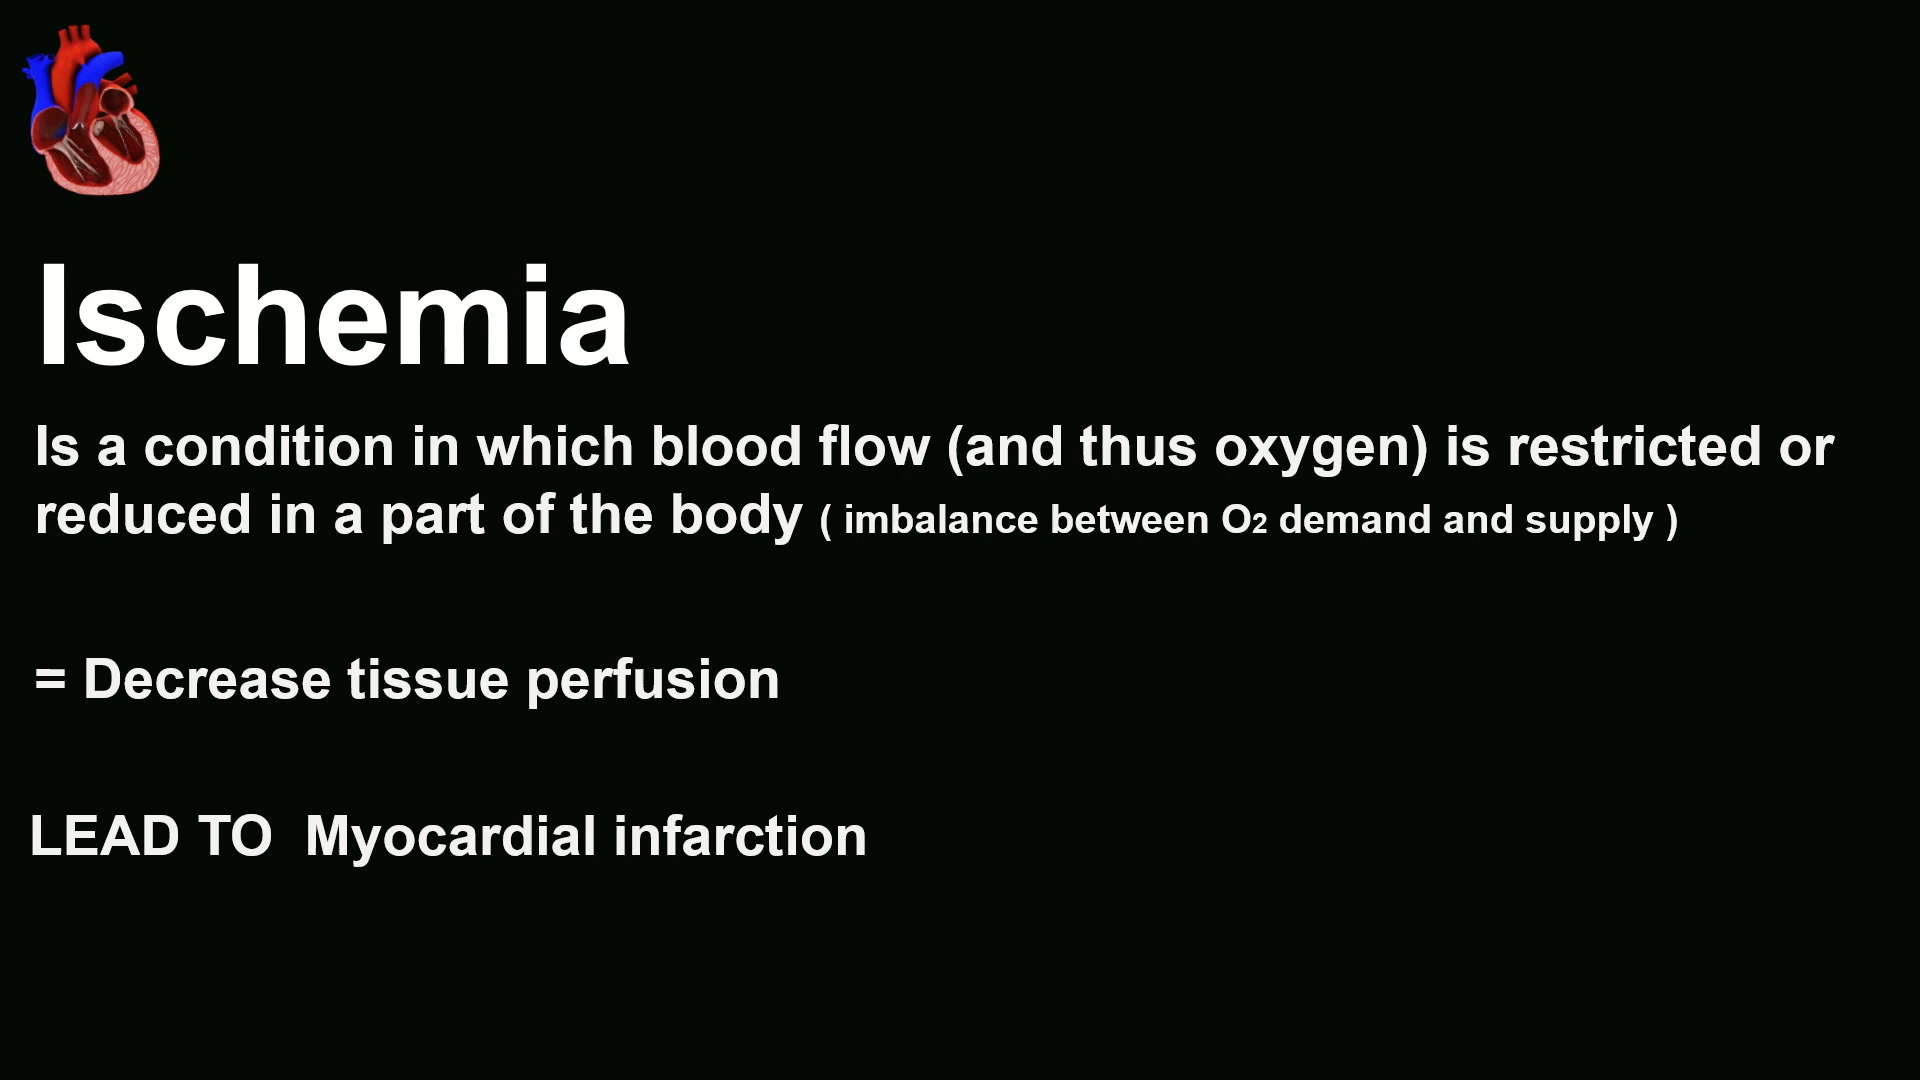 Ischemia
Is a condition in which blood flow (and thus oxygen) is restricted or
reduced in a part of the body ( imbalance between O2 demand and supply )
= Decrease tissue perfusion
LEAD TO  Myocardial infarction